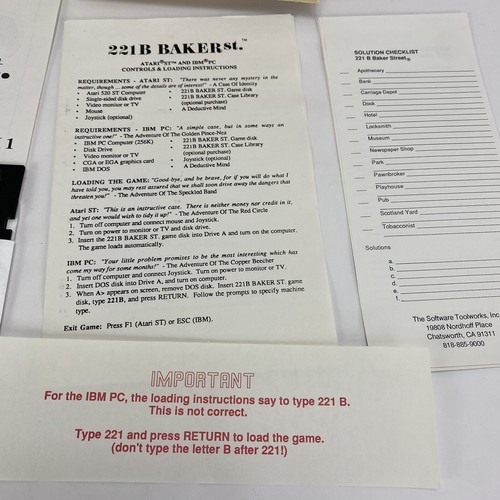 221B BAKER st.™
ATARI®ST™ AND IBM®PC
CONTROLS & LOADING INSTRUCTIONS
REQUIREMENTS - ATARI ST: "There was never any mystery in the
matter, though ... some of the details are of interest!" - A Case Of Identity
• Atari 520 ST Computer
• Single-sided disk drive
• Video monitor or TV
• Mouse
• Joystick (optional)
• 221B BAKER ST. Game disk
• 221B BAKER ST. Case Library
(optional purchase)
• A Deductive Mind
REQUIREMENTS - IBM PC: "A simple case, but in some ways an
instructive one!" - The Adventure Of The Golden Pince-Nez
• IBM PC Computer (256K)
• Disk Drive
• Video monitor or TV
• CGA or EGA graphics card
• IBM DOS
221B BAKER ST. Game disk
221B BAKER ST. Case Library
(optional purchase)
Joystick (optional)
A Deductive Mind
LOADING THE GAME: "Good-bye, and be brave, for if you will do what I
have told you, you may rest assured that we shall soon drive away the dangers that
threaten you!" - The Adventure Of The Speckled Band
Atari ST: "This is an instructive case. There is neither money nor credit in it,
and yet one would wish to tidy it up!" - The Adventure Of The Red Circle
1. Turn off computer and connect mouse and Joystick.
2. Turn on power to monitor or TV and disk drive.
3. Insert the 221B BAKER ST. game disk into Drive A and turn on the computer.
The game loads automatically.
IBM PC: "Your little problem promises to be the most interesting which has
come my way for some months!" - The Adventure Of The Copper Beecher
1. Turn off computer and connect Joystick. Turn on power to monitor or TV.
2. Insert DOS disk into Drive A, and turn on computer.
3. When A> appears on screen, remove DOS disk. Insert 221B BAKER ST. game
disk, type 221B, and press RETURN. Follow the prompts to specify machine
type.
Exit Game: Press F1 (Atari ST) or ESC (IBM).
SOLUTION CHECKLIST
221 B Baker Street®
Apothecary
Bank
Carriage Depot
Dock
Hotel
Locksmith
Museum
Newspaper Shop
Park
Pawnbroker
Playhouse
Pub
Scotland Yard
Tobacconist
Solutions
a.
b.
c.
d.
e.
f.
The Software Toolworks, Inc
19808 Nordhoff Place
Chatsworth, CA 91311
818-885-9000
1
IMPORTANT
For the IBM PC, the loading instructions say to type 221 B.
This is not correct.
Type 221 and press RETURN to load the game.
(don't type the letter B after 221!)